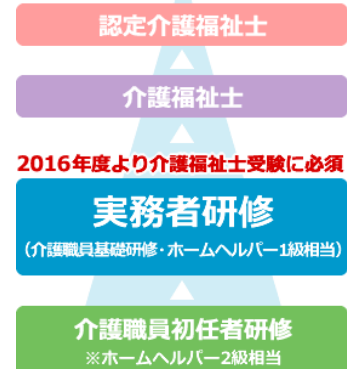 認定介護福祉士
介護福祉士
2016年度より介護福祉士受験に必須
実務者研修
（介護職員基礎研修・ホームヘルパー1級相当）
介護職員初任者研修
※ホームヘルパー2級相当